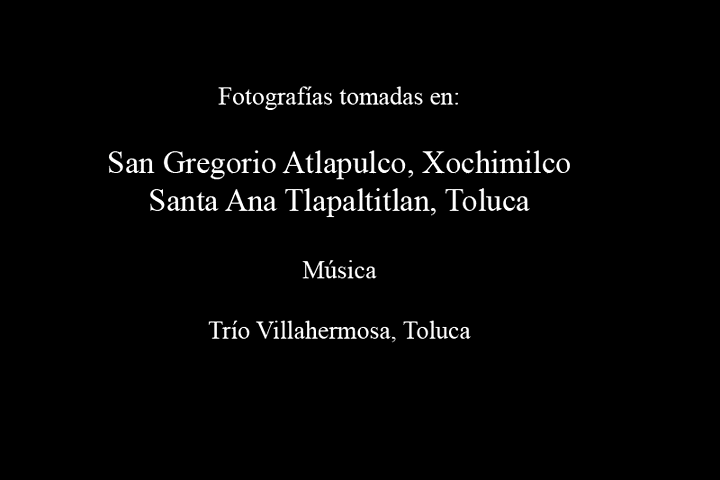 Fotografías tomadas en:
San Gregorio Atlapulco, Xochimilco
Santa Ana Tlapaltitlan, Toluca
Música
Trío Villahermosa, Toluca